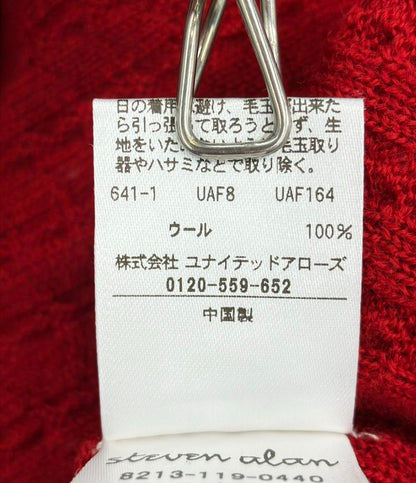 日の着用は避け、毛玉が出来た
ら引っ張って取ろうとせず、生
地をいためないよう毛玉取り
器やハサミなどで取り除く。
641-1 UAF8 UAF164
ウール 100%
株式会社 ユナイテッドアローズ
0120-559-652
中国製
steven alan
8213-119-0440